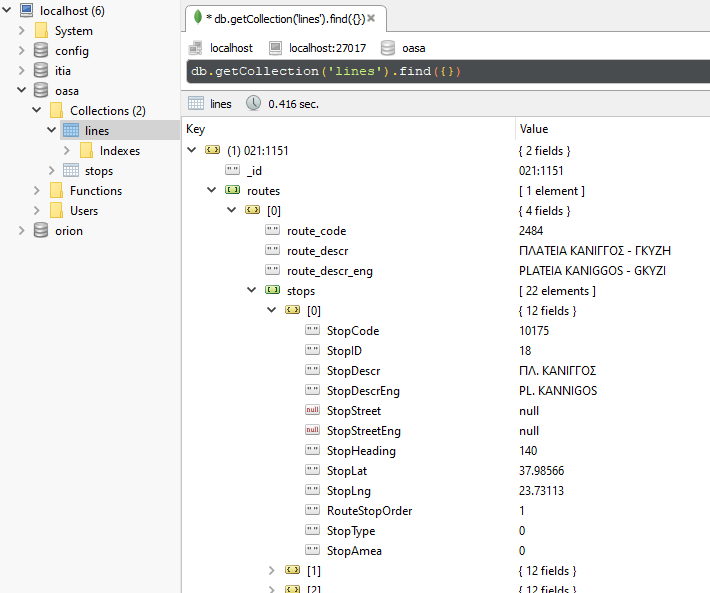 localhost (6)
System
config
itia
oasa
Collections (2)
lines
Indexes
stops
Functions
Users
orion
* db.getCollection('lines').find({})
localhost localhost:27017 oasa
db.getCollection('lines').find({})
lines 0.416 sec.
Key Value
(1) 021:1151 { 2 fields }
_id 021:1151
routes [ 1 element ]
[0] { 4 fields }
route_code 2484
route_descr ΠΛΑΤΕΙΑ ΚΑΝΙΓΓΟΣ - ΓΚΥΖΗ
route_descr_eng PLATEIA KANIGGOS - GKYZI
stops [ 22 elements ]
[0] { 12 fields }
StopCode 10175
StopID 18
StopDescr ΠΛ. ΚΑΝΙΓΓΟΣ
StopDescrEng PL. KANNIGOS
null StopStreet null
null StopStreetEng null
StopHeading 140
StopLat 37.98566
StopLng 23.73113
RouteStopOrder 1
StopType 0
StopAmea 0
[1] { 12 fields }
[2] { 12 fields }